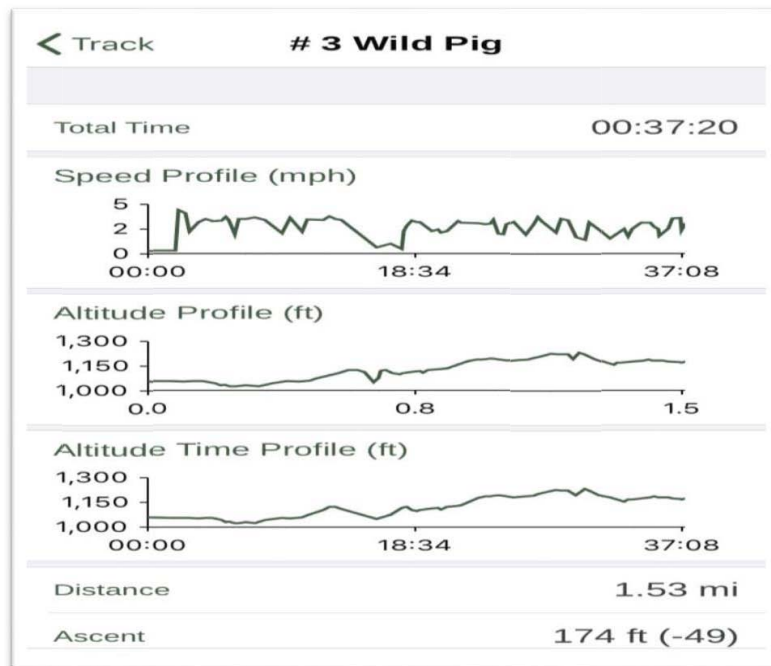 Track # 3 Wild Pig
Total Time 00:37:20
Speed Profile (mph)
5
2
0
00:00 18:34 37:08
Altitude Profile (ft)
1,300
1,150
1,000
0.0 0.8 1.5
Altitude Time Profile (ft)
1,300
1,150
1,000
00:00 18:34 37:08
Distance 1.53 mi
Ascent 174 ft (-49)